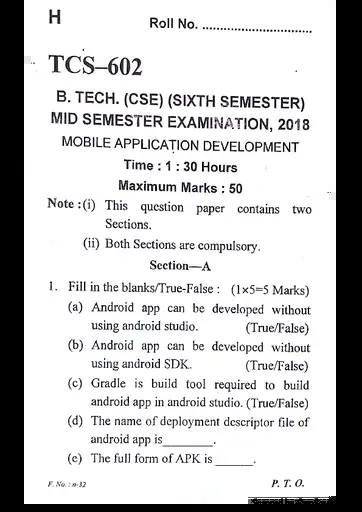 H
Roll No. ..............................
TCS–602
B. TECH. (CSE) (SIXTH SEMESTER)
MID SEMESTER EXAMINATION, 2018
MOBILE APPLICATION DEVELOPMENT
Time : 1 : 30 Hours
Maximum Marks : 50
Note : (i) This question paper contains two
Sections.
(ii) Both Sections are compulsory.
Section—A
1. Fill in the blanks/True-False : (1×5=5 Marks)
(a) Android app can be developed without
using android studio. (True/False)
(b) Android app can be developed without
using android SDK. (True/False)
(c) Gradle is build tool required to build
android app in android studio. (True/False)
(d) The name of deployment descriptor file of
android app is________.
(e) The full form of APK is ______.
F. No. : a-32
P. T. O.